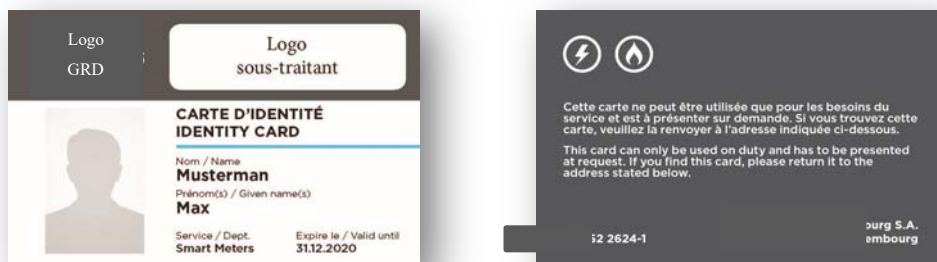 Logo
GRD
Logo
sous-traitant
CARTE D'IDENTITÉ
IDENTITY CARD
Nom / Name
Musterman
Prénom(s) / Given name(s)
Max
Service / Dept.
Smart Meters
Expire le / Valid until
31.12.2020
Cette carte ne peut être utilisée que pour les besoins du
service et est à présenter sur demande. Si vous trouvez cette
carte, veuillez la renvoyer à l'adresse indiquée ci-dessous.
This card can only be used on duty and has to be presented
at request. If you find this card, please return it to the
address stated below.
2624-1
S.A.